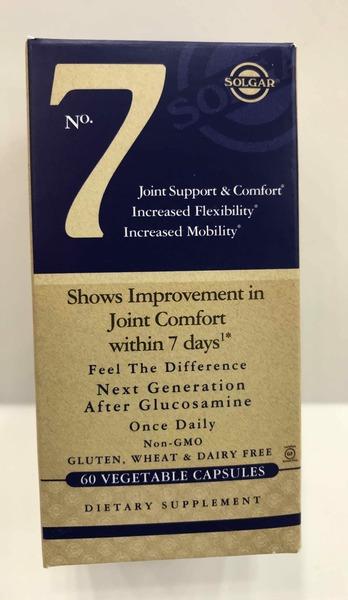 SOLGAR
No. 7
Joint Support & Comfort*
Increased Flexibility*
Increased Mobility*
Shows Improvement in
Joint Comfort
within 7 days¹*
Feel The Difference
Next Generation
After Glucosamine
Once Daily
Non-GMO
GLUTEN, WHEAT & DAIRY FREE
60 VEGETABLE CAPSULES
DIETARY SUPPLEMENT